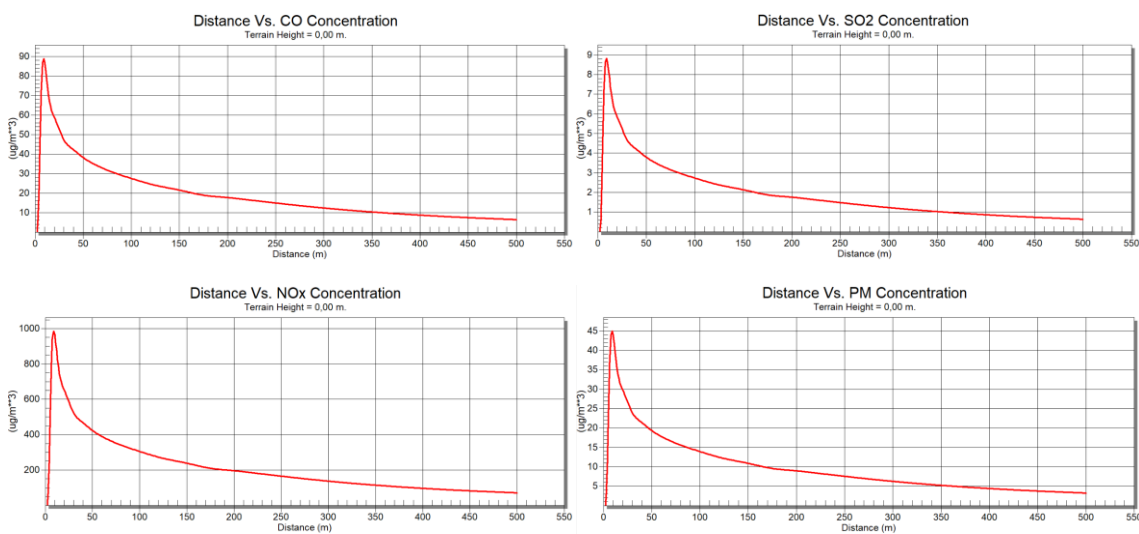 Distance Vs. CO Concentration
Terrain Height = 0,00 m.
90
80
70
60
50
40
30
20
10
(ug/m**3)
0 50 100 150 200 250 300 350 400 450 500 550
Distance (m)
Distance Vs. SO2 Concentration
Terrain Height = 0,00 m.
9
8
7
6
5
4
3
2
1
(ug/m**3)
0 50 100 150 200 250 300 350 400 450 500 550
Distance (m)
Distance Vs. NOx Concentration
Terrain Height = 0,00 m.
1000
800
600
400
200
(ug/m**3)
0 50 100 150 200 250 300 350 400 450 500 550
Distance (m)
Distance Vs. PM Concentration
Terrain Height = 0,00 m.
45
40
35
30
25
20
15
10
5
(ug/m**3)
0 50 100 150 200 250 300 350 400 450 500 550
Distance (m)